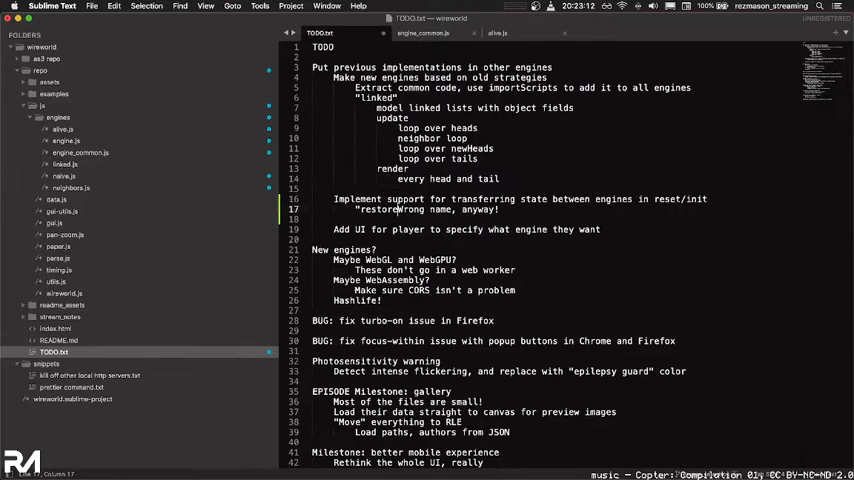 Sublime Text File Edit Selection Find View Goto Tools Project Window Help 100% 20:23:12 rezmason_streaming
TODO.txt — wireworld UNREGISTERED
FOLDERS
wireworld
as3 repo
repo
assets
examples
js
engines
alive.js
engine.js
engine_common.js
linked.js
naive.js
neighbors.js
data.js
gui-utils.js
gui.js
pan-zoom.js
paper.js
parse.js
timing.js
utils.js
wireworld.js
readme_assets
stream_notes
index.html
README.md
TODO.txt
snippets
kill off other local http servers.txt
prettier command.txt
wireworld.sublime-project
TODO.txt engine_common.js alive.js
1 TODO
2
3 Put previous implementations in other engines
4 Make new engines based on old strategies
5 Extract common code, use importScripts to add it to all engines
6 "linked"
7 model linked lists with object fields
8 update
9 loop over heads
10 neighbor loop
11 loop over newHeads
12 loop over tails
13 render
14 every head and tail
15
16 Implement support for transferring state between engines in reset/init
17 "restoreWrong name, anyway!
18
19 Add UI for player to specify what engine they want
20
21 New engines?
22 Maybe WebGL and WebGPU?
23 These don't go in a web worker
24 Maybe WebAssembly?
25 Make sure CORS isn't a problem
26 Hashlife!
27
28 BUG: fix turbo-on issue in Firefox
29
30 BUG: fix focus-within issue with popup buttons in Chrome and Firefox
31
32 Photosensitivity warning
33 Detect intense flickering, and replace with "epilepsy guard" color
34
35 EPISODE Milestone: gallery
36 Most of the files are small!
37 Load their data straight to canvas for preview images
38 "Move" everything to RLE
39 Load paths, authors from JSON
40
41 Milestone: better mobile experience
42 Rethink the whole UI, really
RM
Line 17, Column 17
music — Copter: Compilation 01, CC BY-NC-ND 2.0